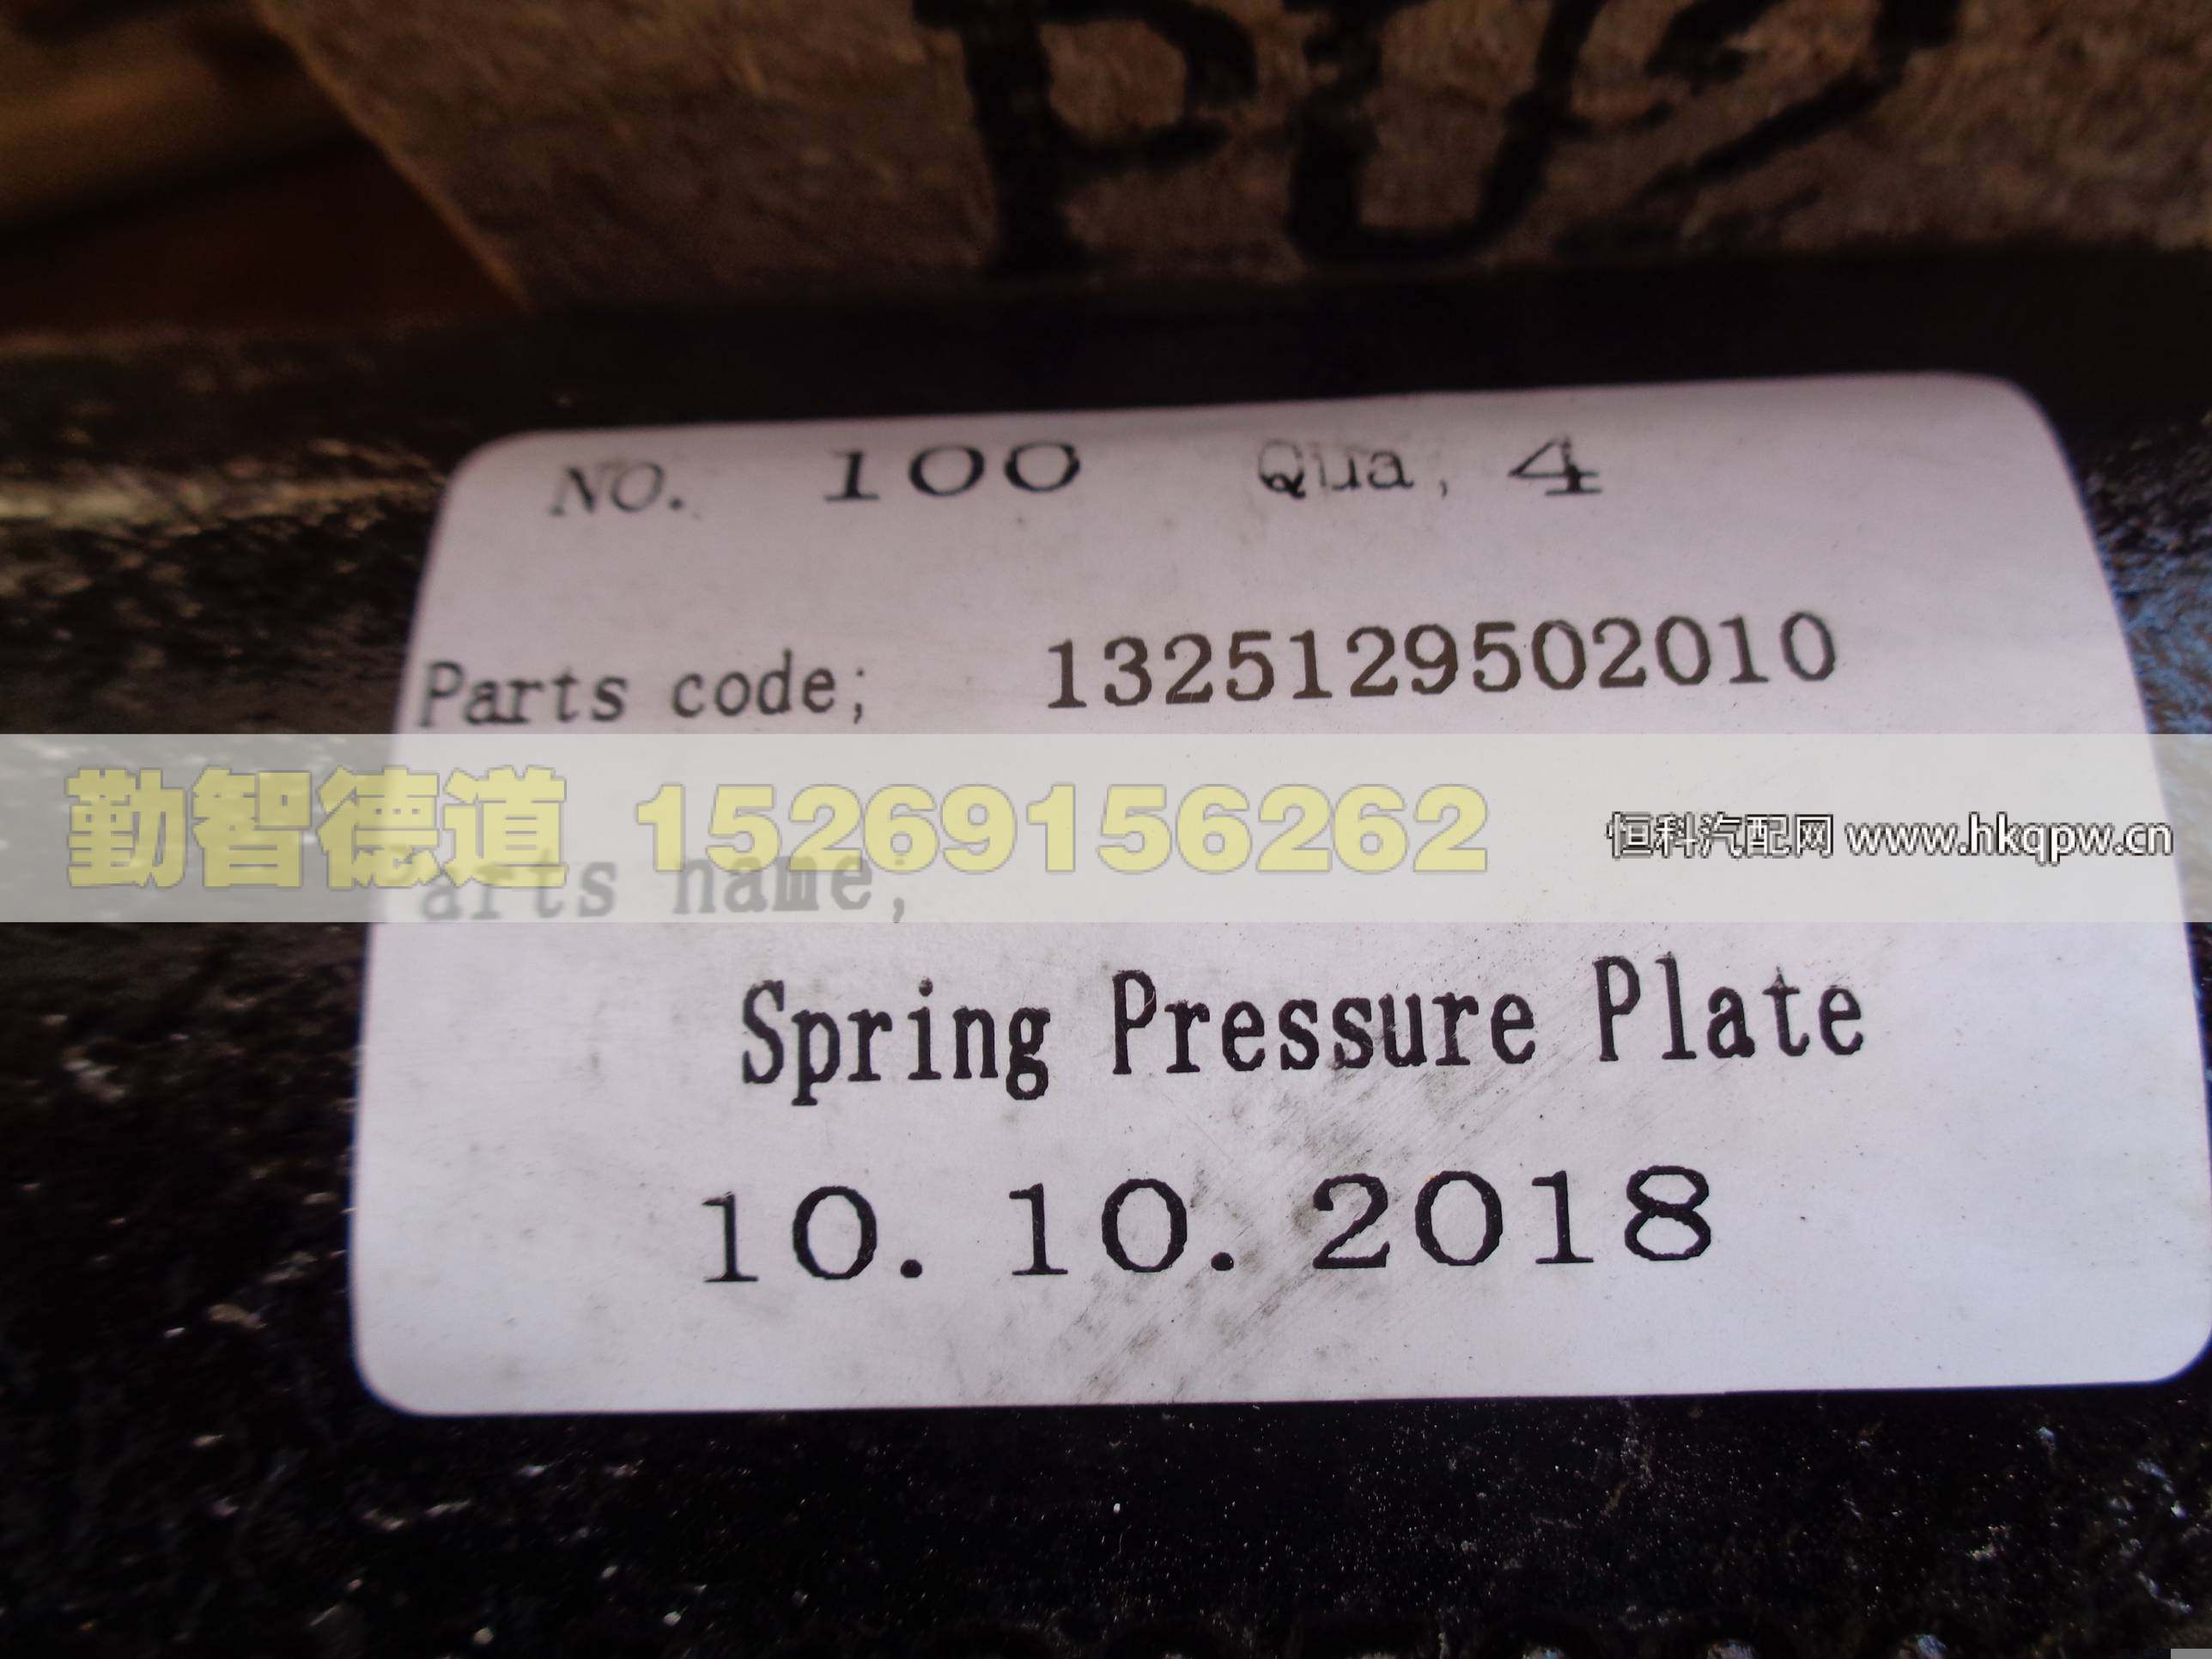 NO. 100 Qua, 4
Parts code; 1325129502010
勤智德道 15269156262 恒科汽配网 www.hkqpw.cn
Parts name;
Spring Pressure Plate
10. 10. 2018